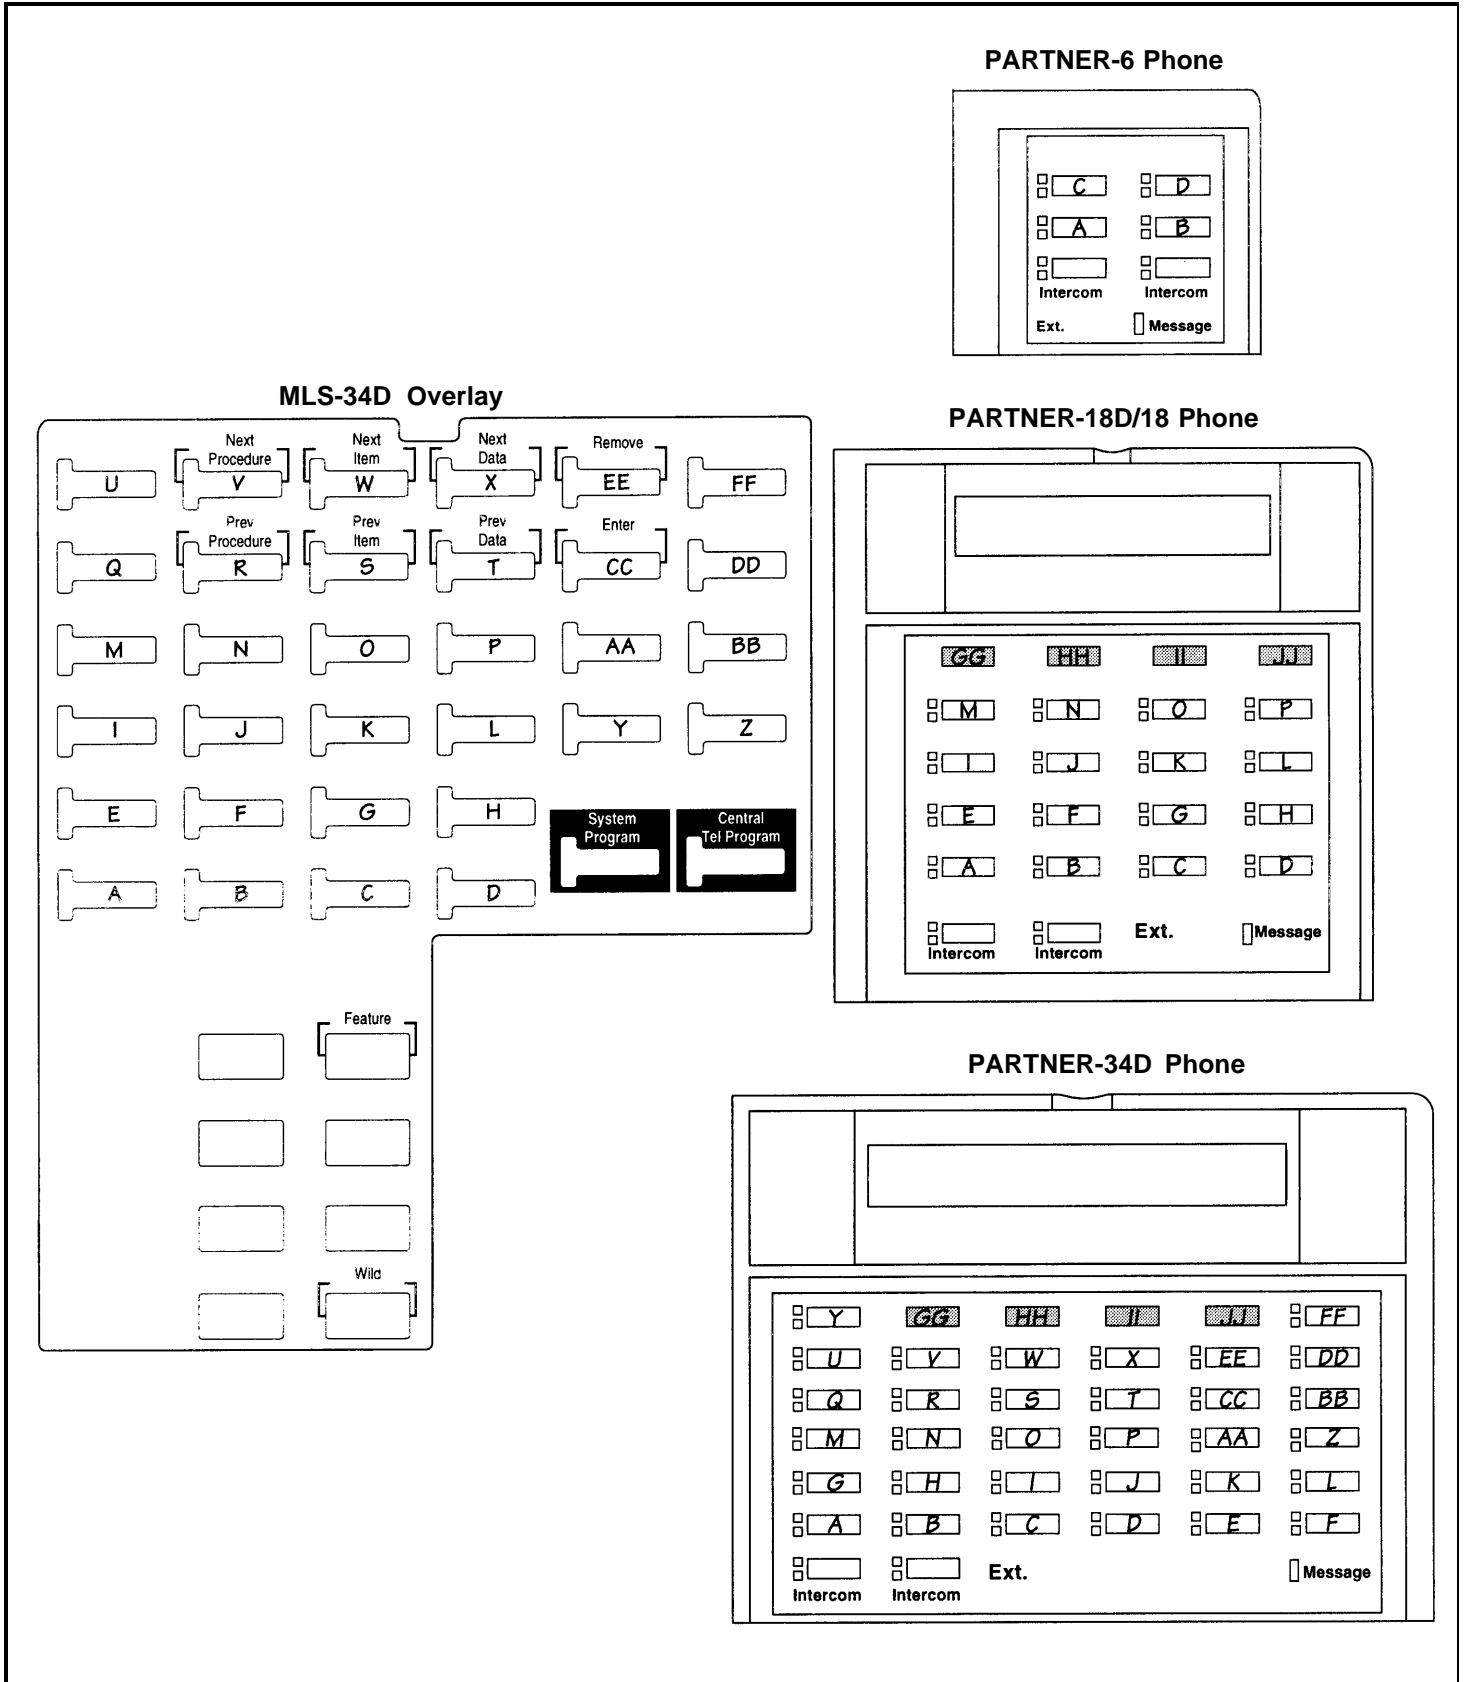 PARTNER-6 Phone
C D
A B
Intercom Intercom
Ext. Message
MLS-34D Overlay
Next Next Next Remove
Procedure Item Data
U V W X EE FF
Prev Prev Prev Enter
Procedure Item Data
Q R S T CC DD
M N O P AA BB
I J K L Y Z
E F G H
System Central
Program Tel Program
A B C D
Feature
Wild
PARTNER-18D/18 Phone
GG HH II JJ
M N O P
I J K L
E F G H
A B C D
Ext. Message
Intercom Intercom
PARTNER-34D Phone
Y GG HH II JJ FF
U V W X EE DD
Q R S T CC BB
M N O P AA Z
G H I J K L
A B C D E F
Ext. Message
Intercom Intercom